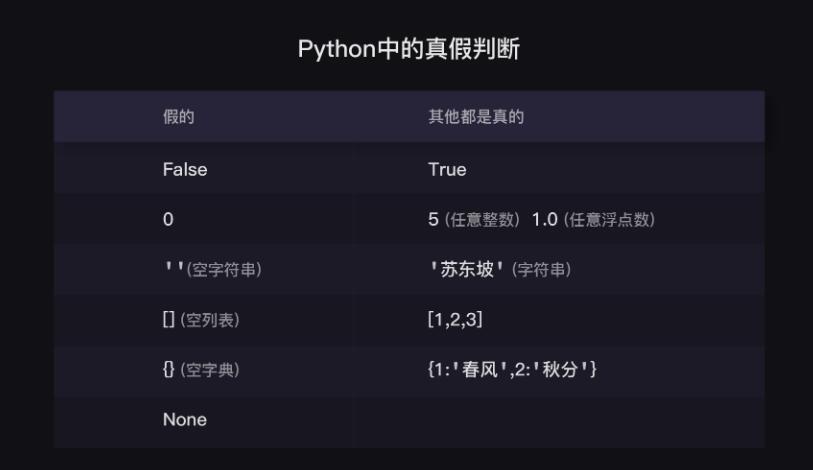 Python中的真假判断
假的 其他都是真的
False True
0 5 (任意整数) 1.0 (任意浮点数)
''(空字符串) '苏东坡' (字符串)
[] (空列表) [1,2,3]
{} (空字典) {1:'春风',2:'秋分'}
None